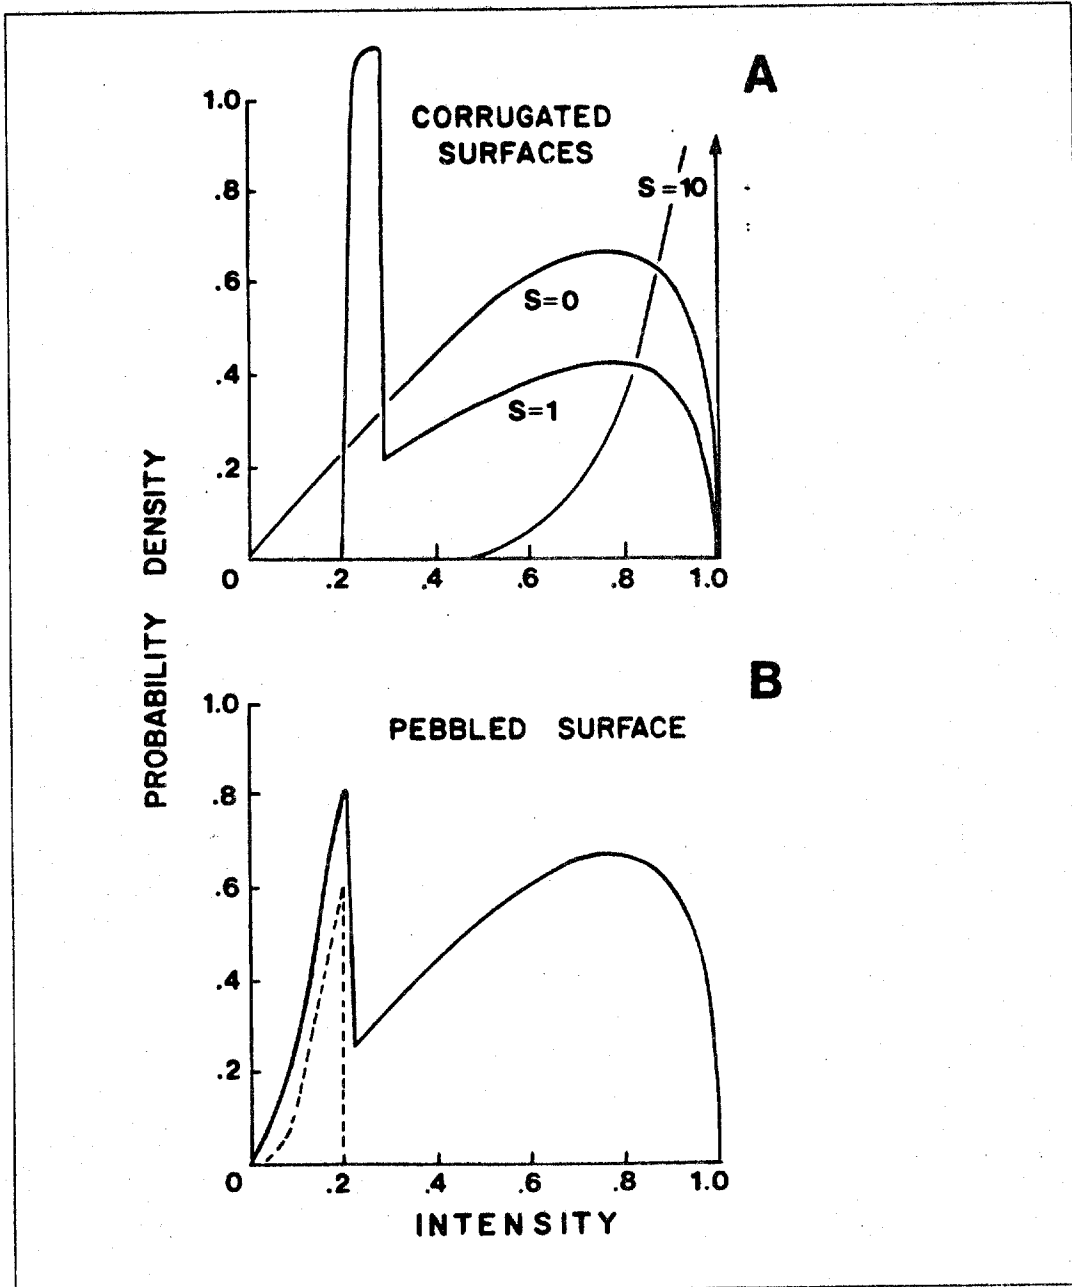 A
1.0
CORRUGATED
SURFACES
.8
S=10
.6
S=0
.4
S=1
.2
0 .2 .4 .6 .8 1.0
PROBABILITY DENSITY
B
1.0
PEBBLED SURFACE
.8
.6
.4
.2
0 .2 .4 .6 .8 1.0
INTENSITY